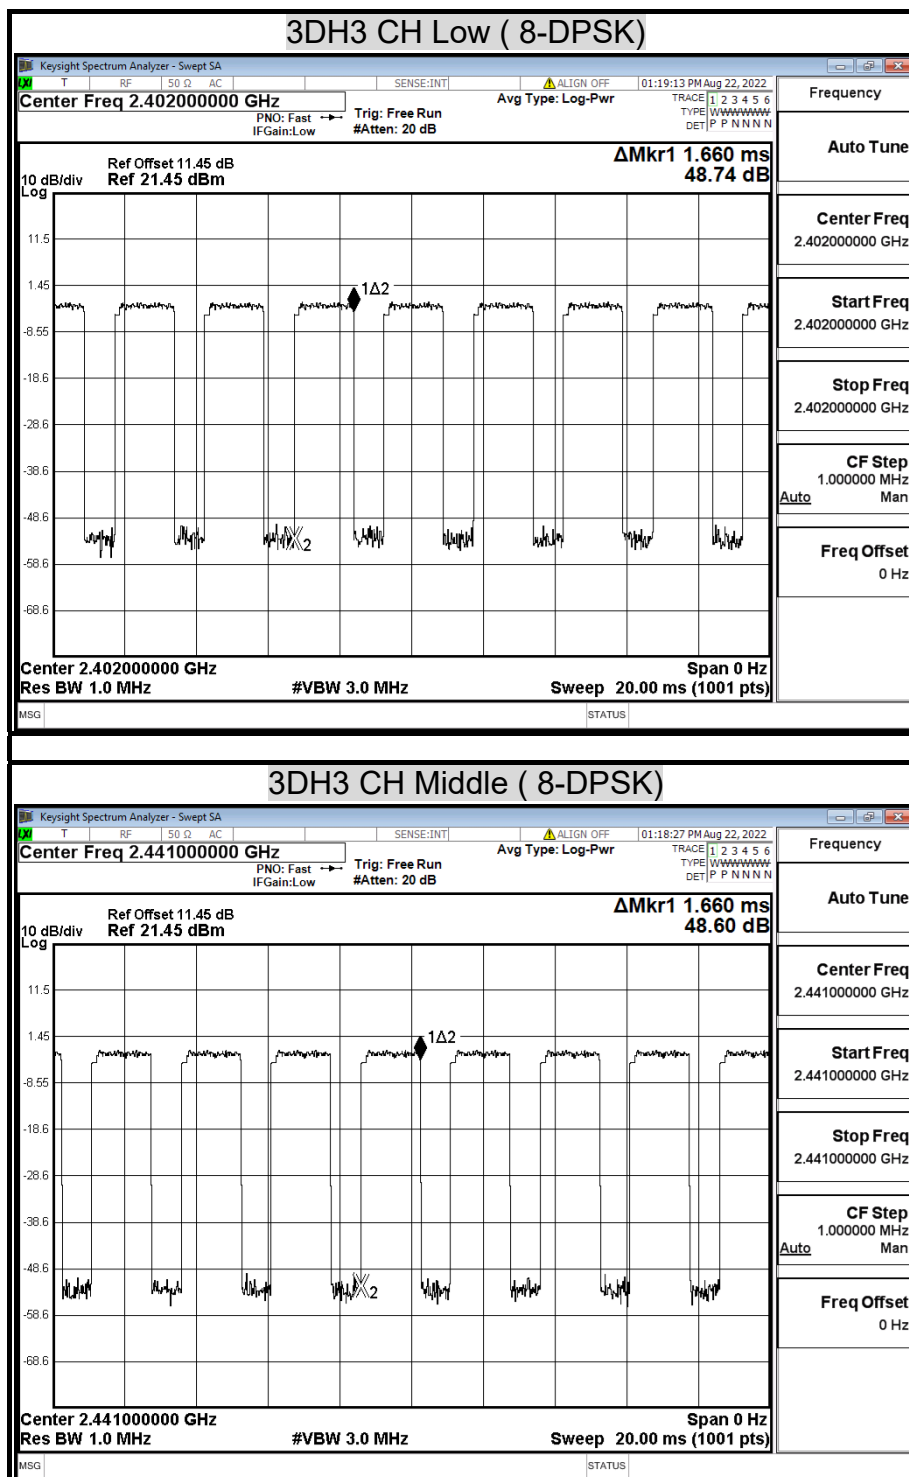 3DH3 CH Low ( 8-DPSK)
Keysight Spectrum Analyzer - Swept SA
LXI T RF 50 Ω AC SENSE:INT ALIGN OFF 01:19:13 PM Aug 22, 2022
Center Freq 2.402000000 GHz
PNO: Fast
IFGain:Low
Trig: Free Run
#Atten: 20 dB
Avg Type: Log-Pwr
TRACE 1 2 3 4 5 6
TYPE WWWWWW
DET P P N N N N
ΔMkr1 1.660 ms
48.74 dB
Ref Offset 11.45 dB
10 dB/div Ref 21.45 dBm
Log
11.5
1.45
-8.55
-18.6
-28.6
-38.6
-48.6
-58.6
-68.6
1Δ2
X2
Center 2.402000000 GHz Span 0 Hz
Res BW 1.0 MHz #VBW 3.0 MHz Sweep 20.00 ms (1001 pts)
MSG STATUS
Frequency
Auto Tune
Center Freq
2.402000000 GHz
Start Freq
2.402000000 GHz
Stop Freq
2.402000000 GHz
CF Step
1.000000 MHz
Auto Man
Freq Offset
0 Hz
3DH3 CH Middle ( 8-DPSK)
Keysight Spectrum Analyzer - Swept SA
LXI T RF 50 Ω AC SENSE:INT ALIGN OFF 01:18:27 PM Aug 22, 2022
Center Freq 2.441000000 GHz
PNO: Fast
IFGain:Low
Trig: Free Run
#Atten: 20 dB
Avg Type: Log-Pwr
TRACE 1 2 3 4 5 6
TYPE WWWWWW
DET P P N N N N
ΔMkr1 1.660 ms
48.60 dB
Ref Offset 11.45 dB
10 dB/div Ref 21.45 dBm
Log
11.5
1.45
-8.55
-18.6
-28.6
-38.6
-48.6
-58.6
-68.6
1Δ2
X2
Center 2.441000000 GHz Span 0 Hz
Res BW 1.0 MHz #VBW 3.0 MHz Sweep 20.00 ms (1001 pts)
MSG STATUS
Frequency
Auto Tune
Center Freq
2.441000000 GHz
Start Freq
2.441000000 GHz
Stop Freq
2.441000000 GHz
CF Step
1.000000 MHz
Auto Man
Freq Offset
0 Hz